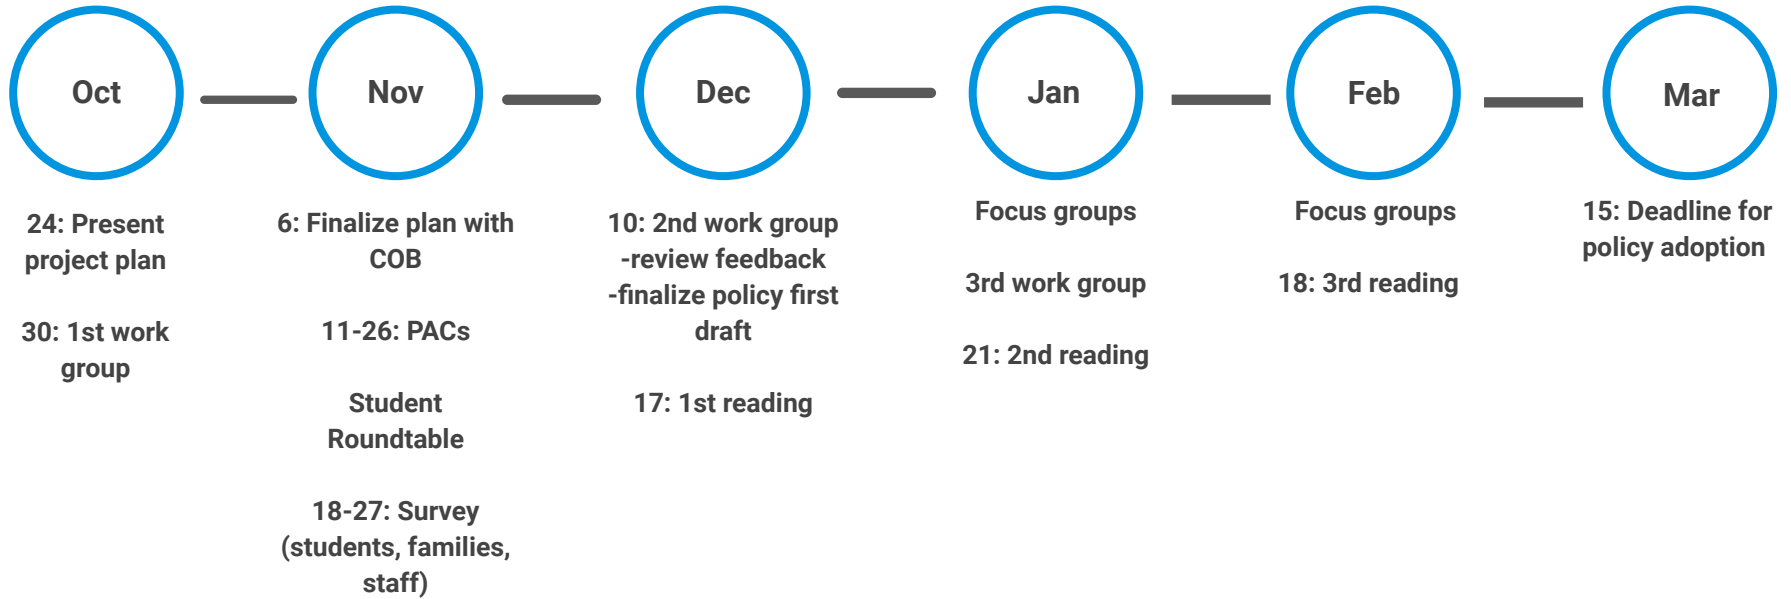 Oct
Nov
Dec
Jan
Feb
Mar
24: Present
project plan
30: 1st work
group
6: Finalize plan with
COB
11-26: PACs
Student
Roundtable
18-27: Survey
(students, families,
staff)
10: 2nd work group
-review feedback
-finalize policy first
draft
17: 1st reading
Focus groups
3rd work group
21: 2nd reading
Focus groups
18: 3rd reading
15: Deadline for
policy adoption